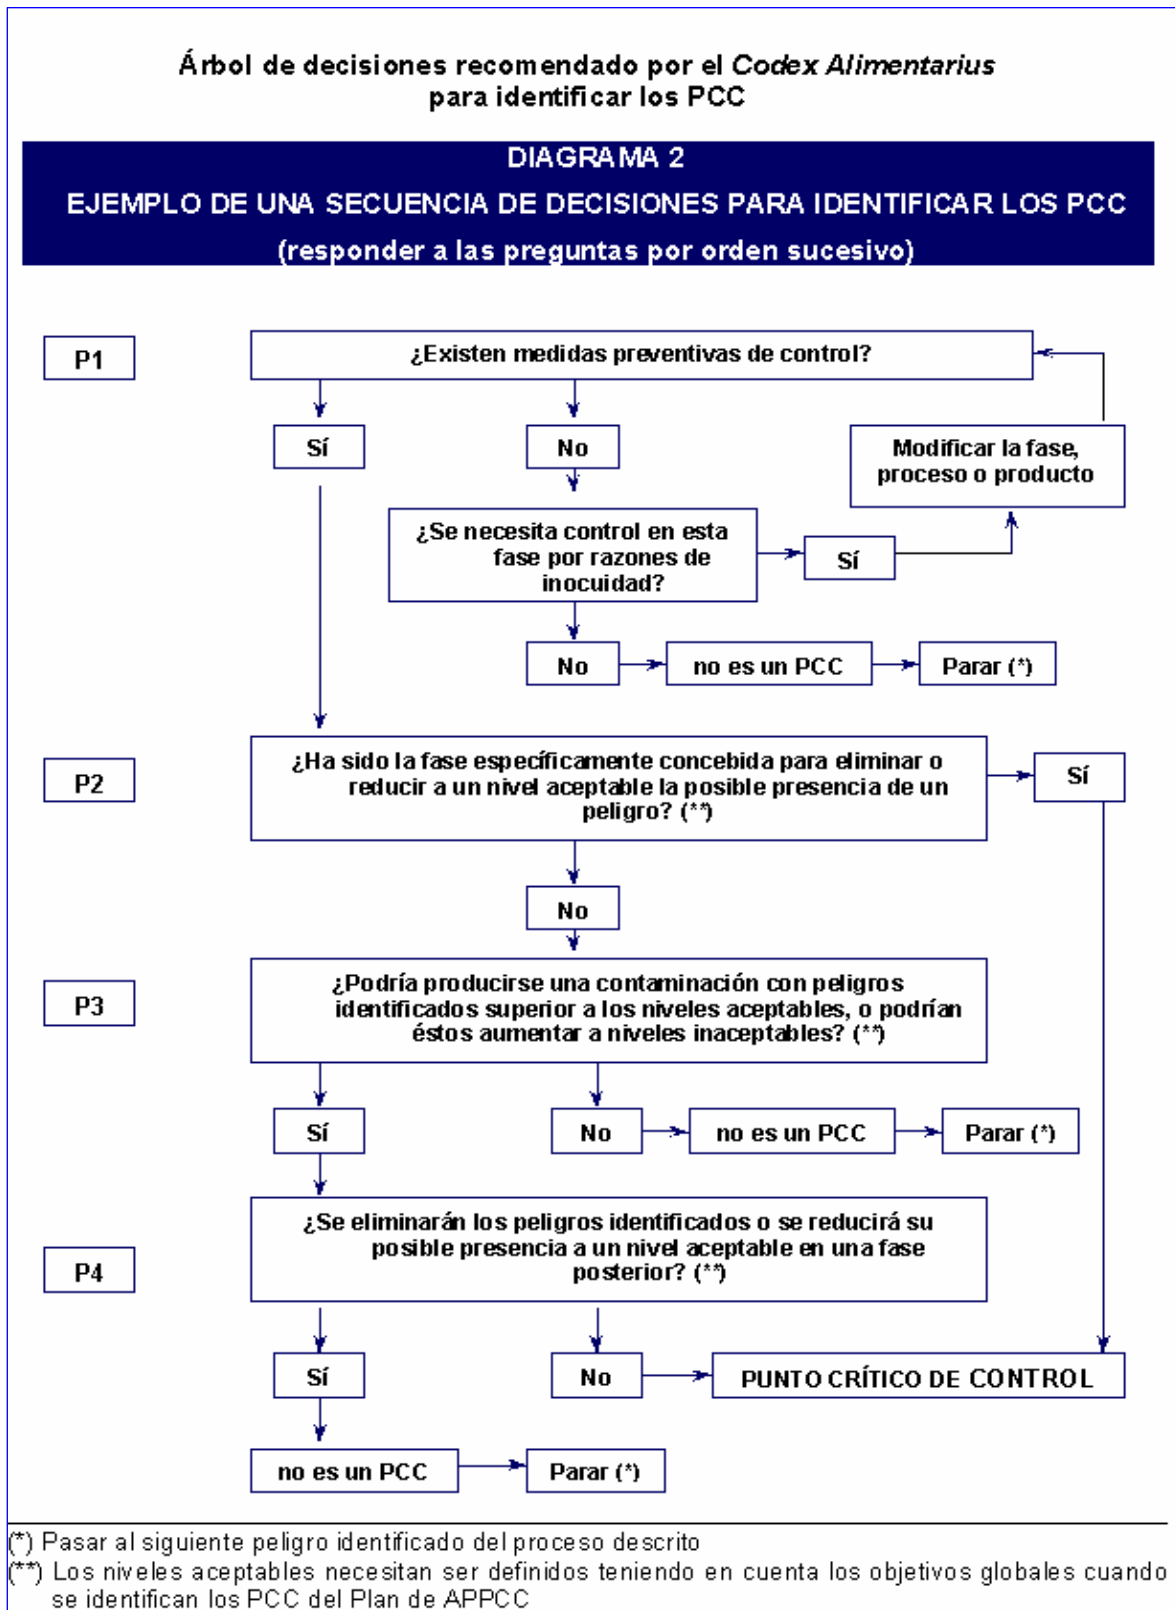 Árbol de decisiones recomendado por el Codex Alimentarius
para identificar los PCC
DIAGRAMA 2
EJEMPLO DE UNA SECUENCIA DE DECISIONES PARA IDENTIFICAR LOS PCC
(responder a las preguntas por orden sucesivo)
P1
¿Existen medidas preventivas de control?
Sí
No
Modificar la fase,
proceso o producto
¿Se necesita control en esta
fase por razones de
inocuidad?
Sí
No
no es un PCC
Parar (*)
P2
¿Ha sido la fase específicamente concebida para eliminar o
reducir a un nivel aceptable la posible presencia de un
peligro? (**)
Sí
No
P3
¿Podría producirse una contaminación con peligros
identificados superior a los niveles aceptables, o podrían
éstos aumentar a niveles inaceptables? (**)
Sí
No
no es un PCC
Parar (*)
P4
¿Se eliminarán los peligros identificados o se reducirá su
posible presencia a un nivel aceptable en una fase
posterior? (**)
Sí
No
PUNTO CRÍTICO DE CONTROL
no es un PCC
Parar (*)
(*) Pasar al siguiente peligro identificado del proceso descrito
(**) Los niveles aceptables necesitan ser definidos teniendo en cuenta los objetivos globales cuando
se identifican los PCC del Plan de APPCC